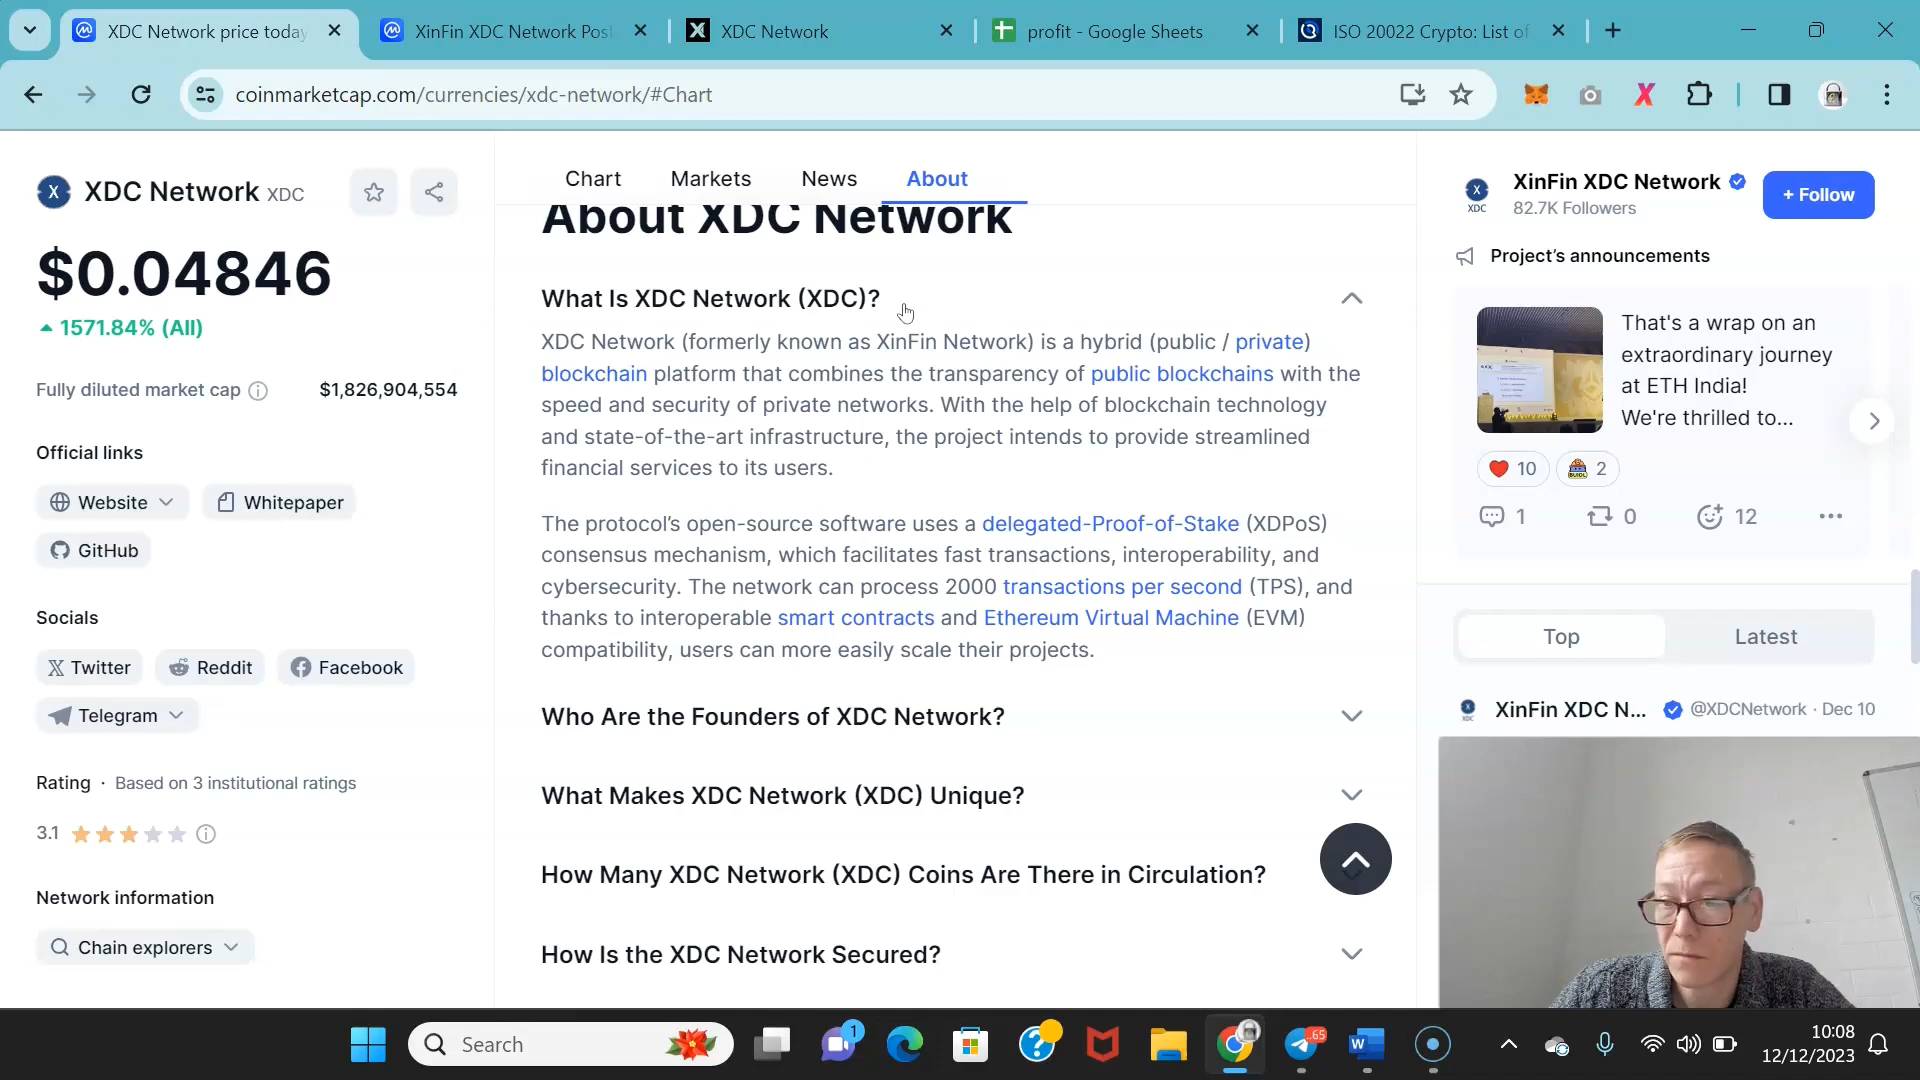 XDC Network price today
XinFin XDC Network Pos
XDC Network
profit - Google Sheets
ISO 20022 Crypto: List of
coinmarketcap.com/currencies/xdc-network/#Chart
XDC Network XDC
$0.04846
1571.84% (All)
Fully diluted market cap
$1,826,904,554
Official links
Website
Whitepaper
GitHub
Socials
Twitter
Reddit
Facebook
Telegram
Rating · Based on 3 institutional ratings
3.1
Network information
Chain explorers
Chart
Markets
News
About
About XDC Network
What Is XDC Network (XDC)?
XDC Network (formerly known as XinFin Network) is a hybrid (public / private)
blockchain platform that combines the transparency of public blockchains with the
speed and security of private networks. With the help of blockchain technology
and state-of-the-art infrastructure, the project intends to provide streamlined
financial services to its users.
The protocol’s open-source software uses a delegated-Proof-of-Stake (XDPoS)
consensus mechanism, which facilitates fast transactions, interoperability, and
cybersecurity. The network can process 2000 transactions per second (TPS), and
thanks to interoperable smart contracts and Ethereum Virtual Machine (EVM)
compatibility, users can more easily scale their projects.
Who Are the Founders of XDC Network?
What Makes XDC Network (XDC) Unique?
How Many XDC Network (XDC) Coins Are There in Circulation?
How Is the XDC Network Secured?
XDC
XinFin XDC Network
82.7K Followers
+ Follow
Project’s announcements
That's a wrap on an
extraordinary journey
at ETH India!
We're thrilled to...
10
BUIDL
2
1
0
12
Top
Latest
XinFin XDC N...
@XDCNetwork · Dec 10
Search
1
65
10:08
12/12/2023